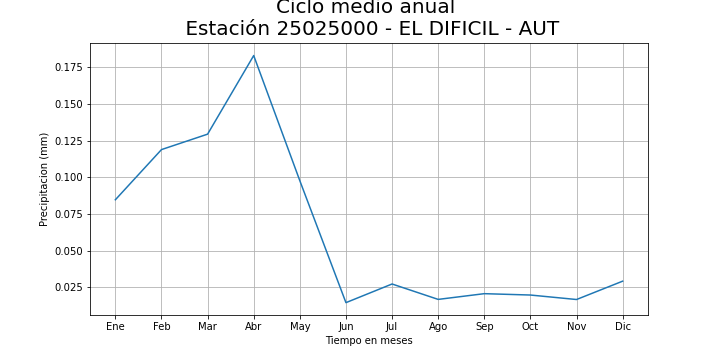 Ciclo medio anual
Estación 25025000 - EL DIFICIL - AUT
0.175
0.150
0.125
0.100
0.075
0.050
0.025
Precipitacion (mm)
Ene Feb Mar Abr May Jun Jul Ago Sep Oct Nov Dic
Tiempo en meses